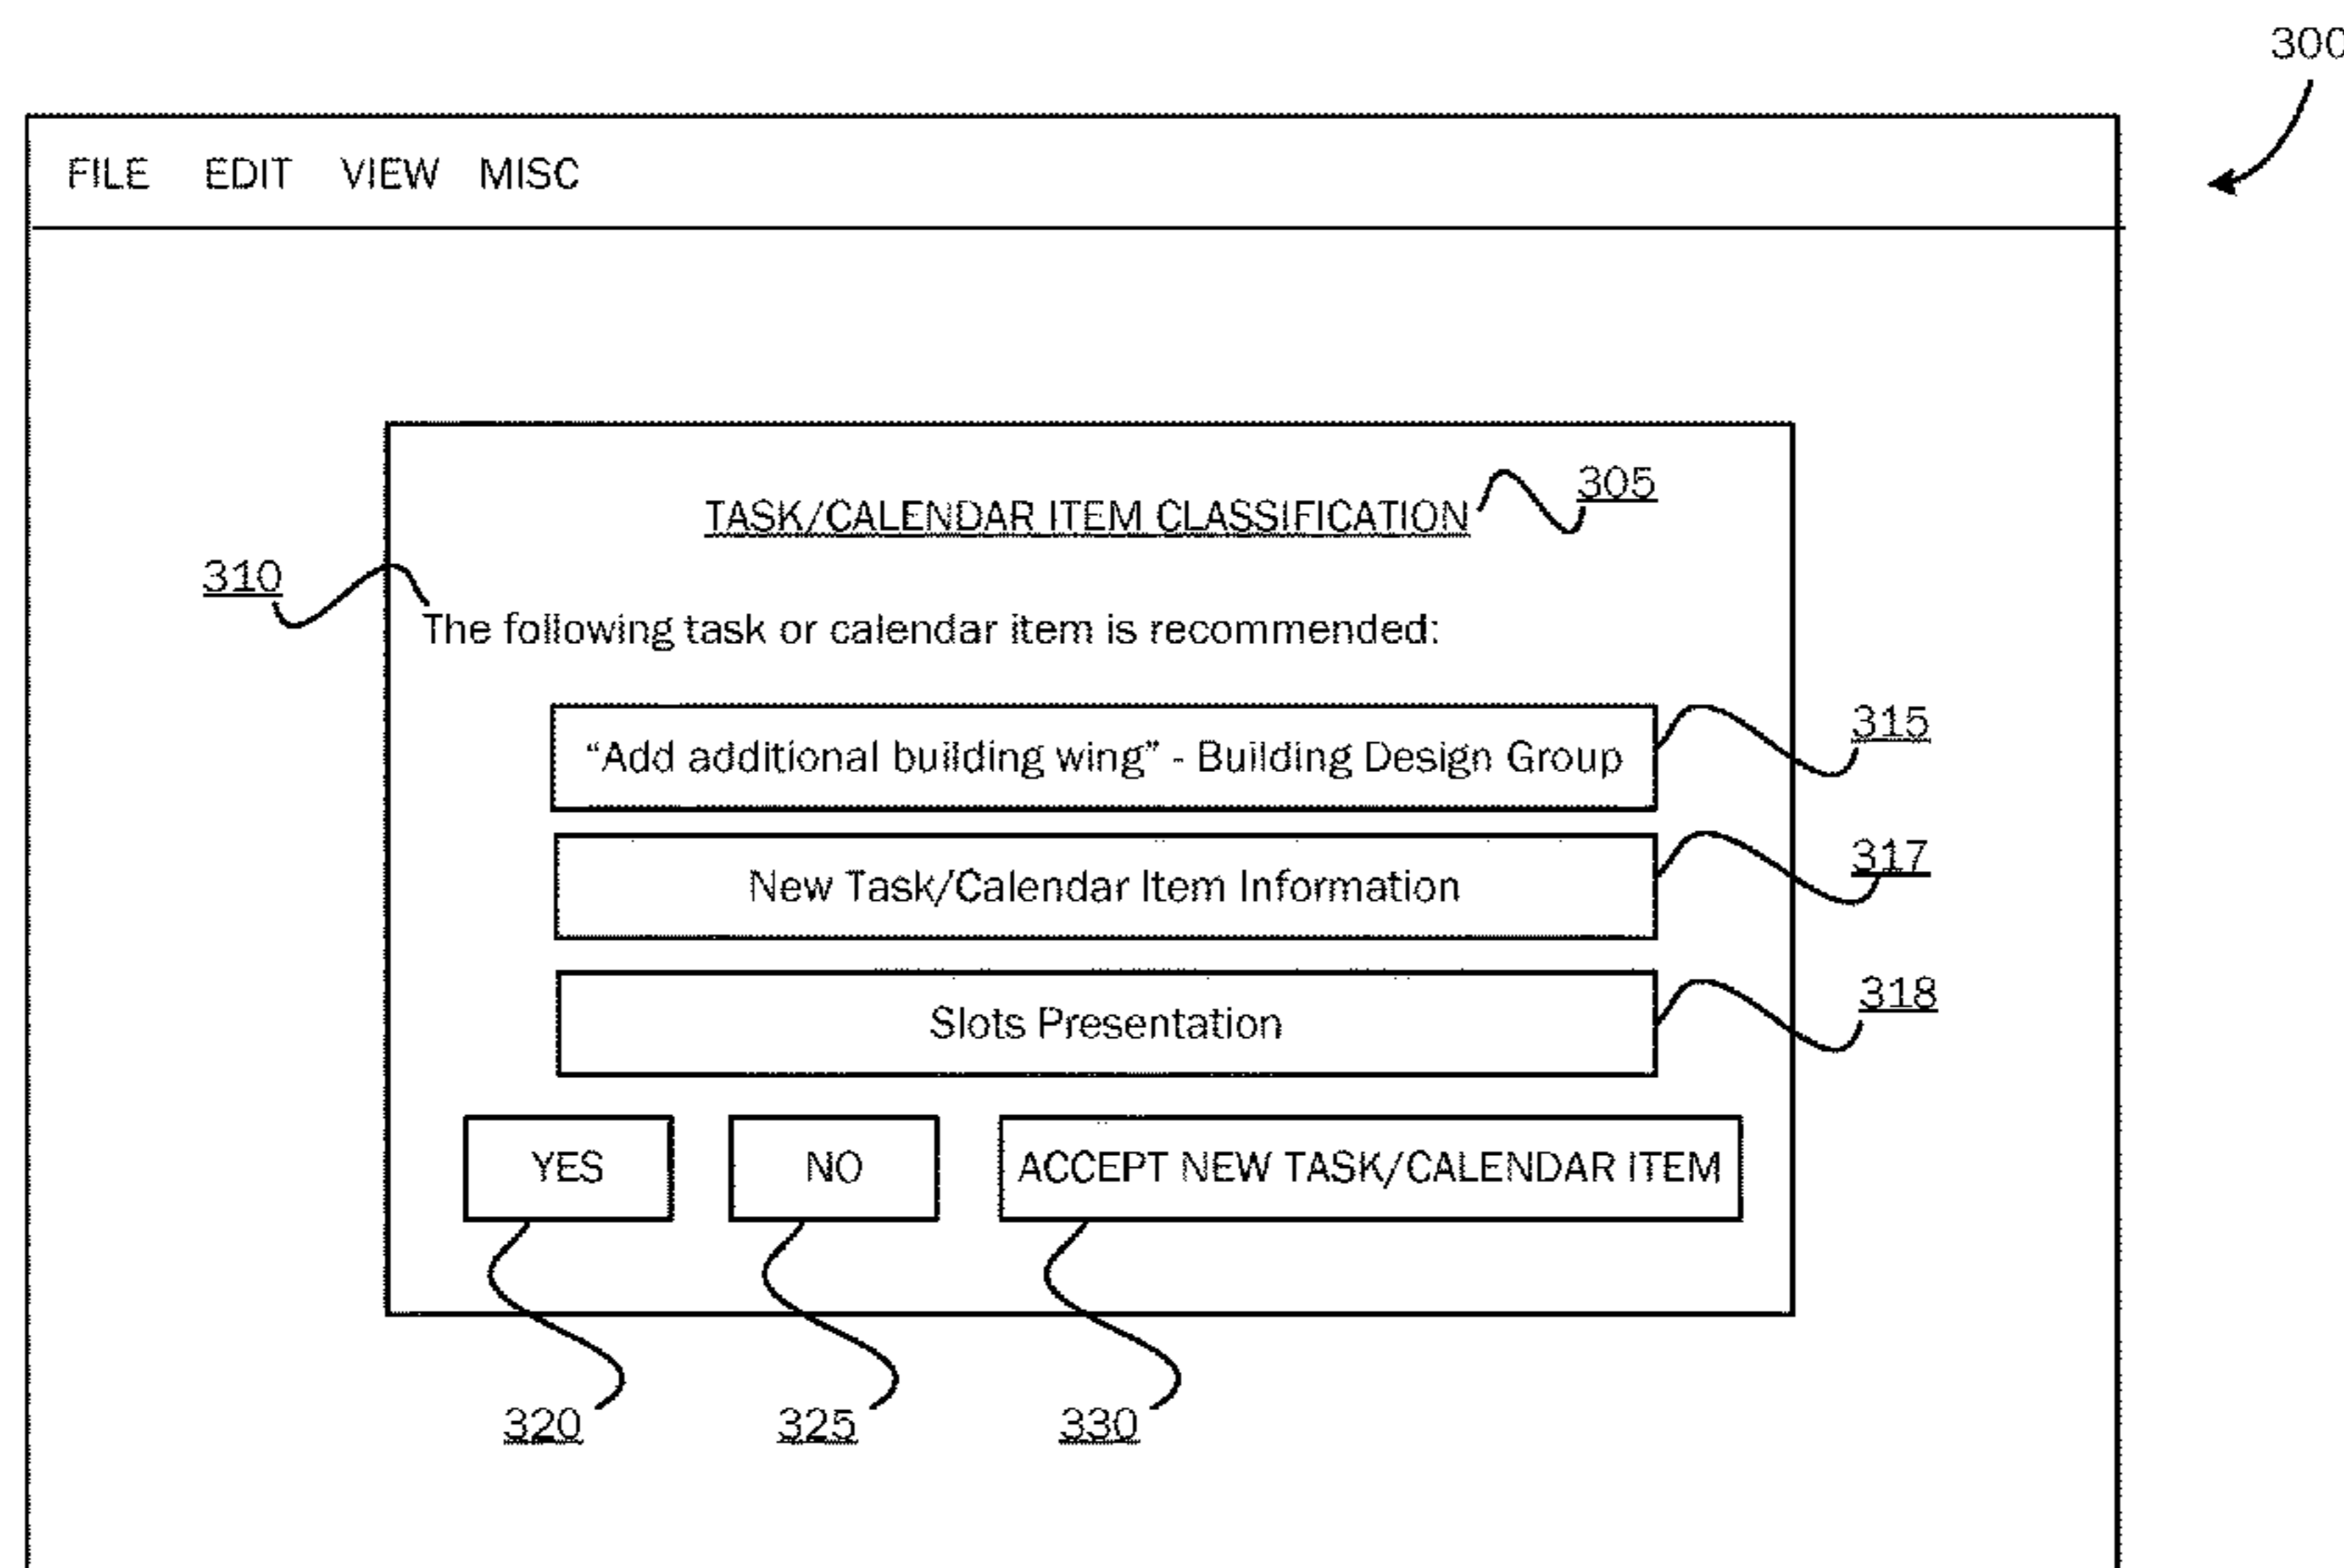 300
FILE EDIT VIEW MISC
TASK/CALENDAR ITEM CLASSIFICATION 305
310
The following task or calendar item is recommended:
“Add additional building wing” - Building Design Group 315
New Task/Calendar Item Information 317
Slots Presentation 318
YES NO ACCEPT NEW TASK/CALENDAR ITEM
320 325 330